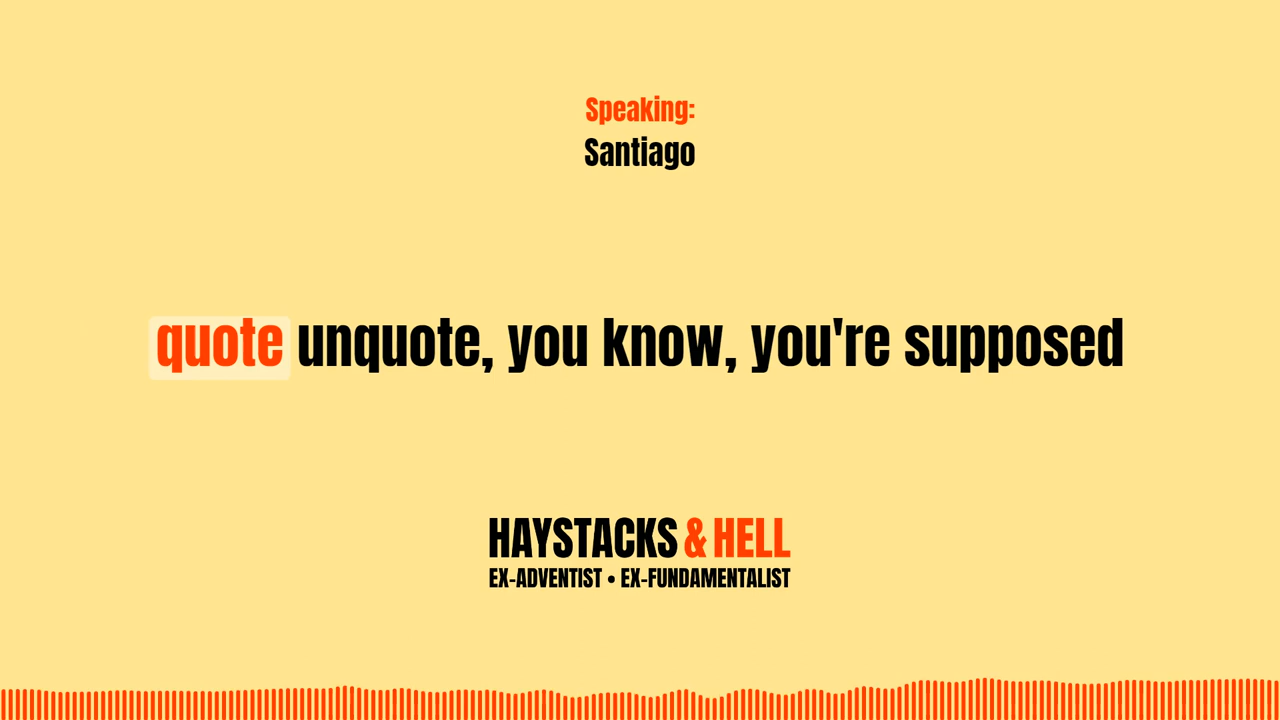 Speaking:
Santiago
quote unquote, you know, you're supposed
HAYSTACKS & HELL
EX-ADVENTIST • EX-FUNDAMENTALIST